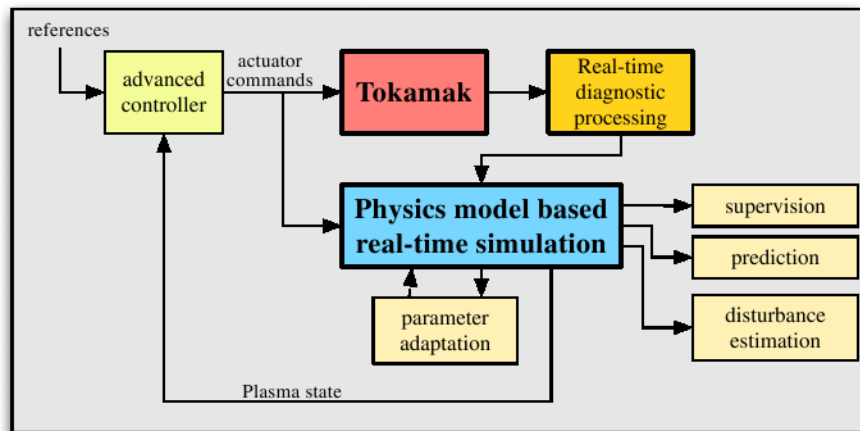 references
advanced
controller
actuator
commands
Tokamak
Real-time
diagnostic
processing
Physics model based
real-time simulation
supervision
prediction
disturbance
estimation
parameter
adaptation
Plasma state